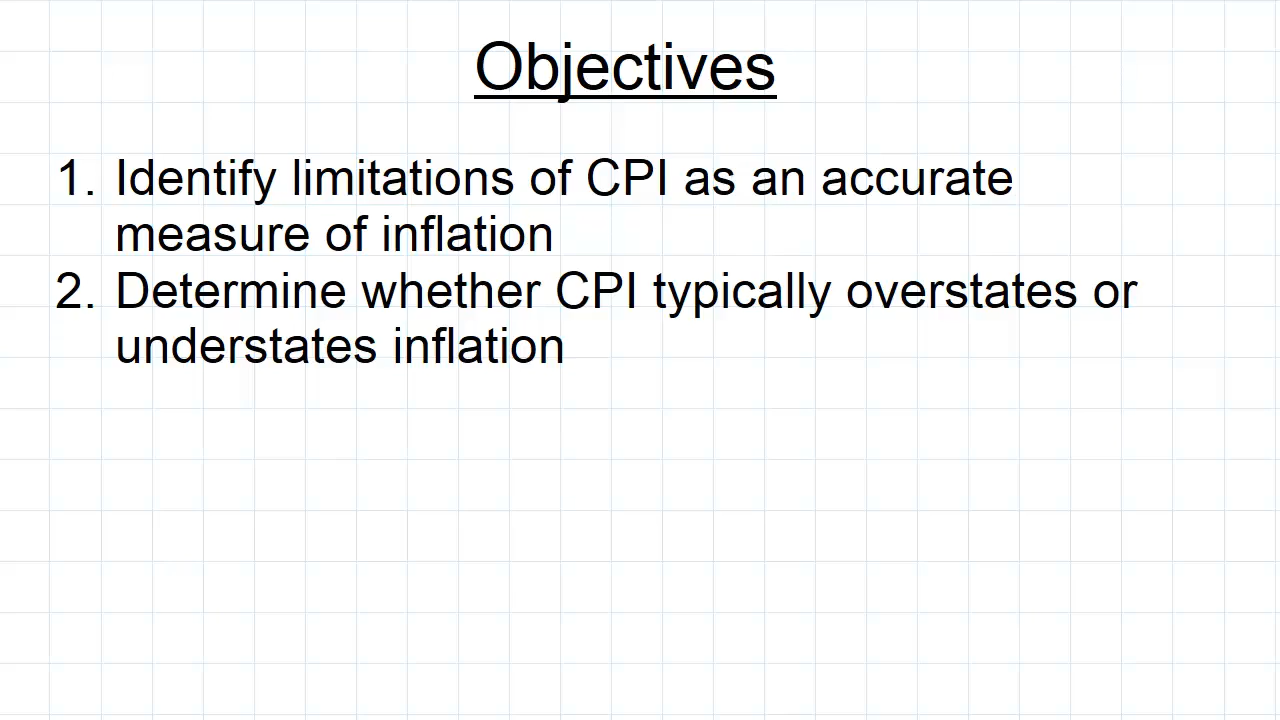 Objectives
1. Identify limitations of CPI as an accurate
measure of inflation
2. Determine whether CPI typically overstates or
understates inflation